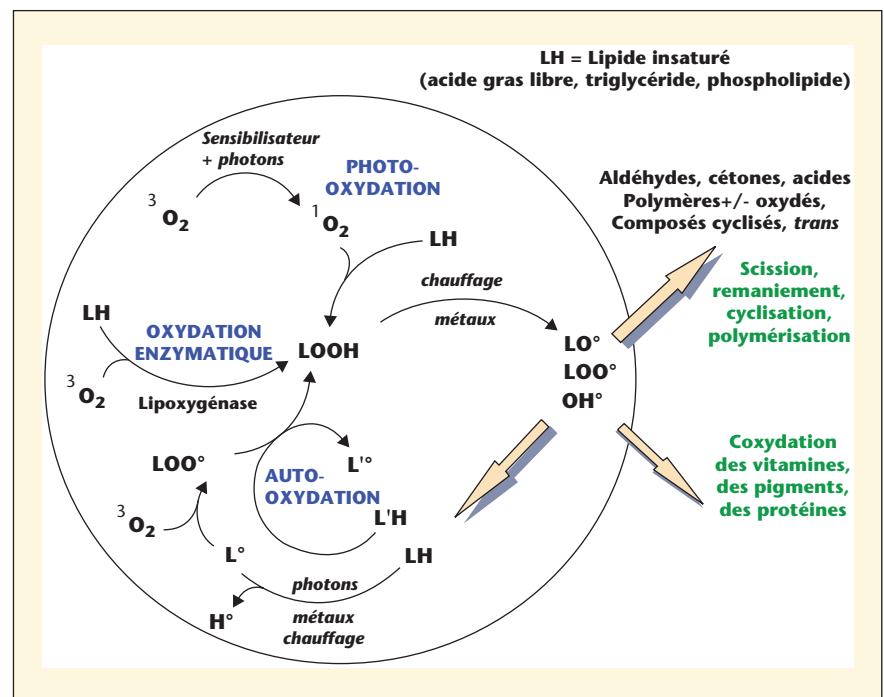 LH = Lipide insaturé
(acide gras libre, triglycéride, phospholipide)
Sensibilisateur
+ photons
PHOTO-
OXYDATION
3 O2
1 O2
LH
Aldéhydes, cétones, acides
Polymères+/- oxydés,
Composés cyclisés, trans
chauffage
métaux
Scission,
remaniement,
cyclisation,
polymérisation
LH
OXYDATION
ENZYMATIQUE
LOOH
3 O2
Lipoxygénase
LO°
LOO°
OH°
LOO°
L'°
AUTO-
OXYDATION
3 O2
L'H
L°
LH
photons
H°
métaux
chauffage
Coxydation
des vitamines,
des pigments,
des protéines